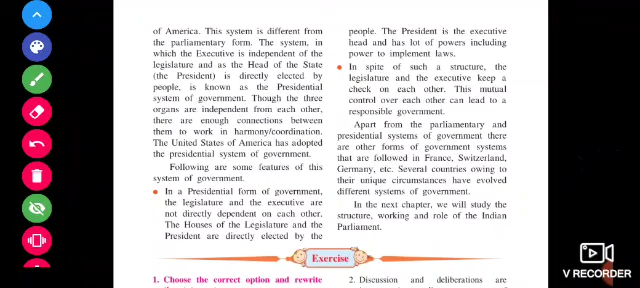 of America. This system is different from
the parliamentary form. The system, in
which the Executive is independent of the
legislature and as the Head of the State
(the President) is directly elected by
people, is known as the Presidential
system of government. Though the three
organs are independent from each other,
there are enough connections between
them to work in harmony/coordination.
The United States of America has adopted
the presidential system of government.
Following are some features of this
system of government.
• In a Presidential form of government,
the legislature and the executive are
not directly dependent on each other.
The Houses of the Legislature and the
President are directly elected by the
people. The President is the executive
head and has lot of powers including
power to implement laws.
• In spite of such a structure, the
legislature and the executive keep a
check on each other. This mutual
control over each other can lead to a
responsible government.
Apart from the parliamentary and
presidential systems of government there
are other forms of government systems
that are followed in France, Switzerland,
Germany, etc. Several countries owing to
their unique circumstances have evolved
different systems of government.
In the next chapter, we will study the
structure, working and role of the Indian
Parliament.
Exercise
1. Choose the correct option and rewrite
2. Discussion and deliberations are
V RECORDER